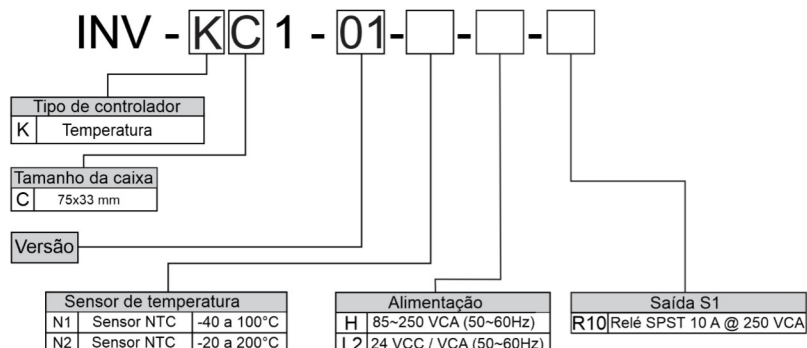 INV - KC 1 - 01- - -
Tipo de controlador
K Temperatura
Tamanho da caixa
C 75x33 mm
Versão
Sensor de temperatura
N1 Sensor NTC -40 a 100°C
N2 Sensor NTC -20 a 200°C
Alimentação
H 85~250 VCA (50~60Hz)
L2 24 VCC / VCA (50~60Hz)
Saída S1
R10 Relé SPST 10 A @ 250 VCA